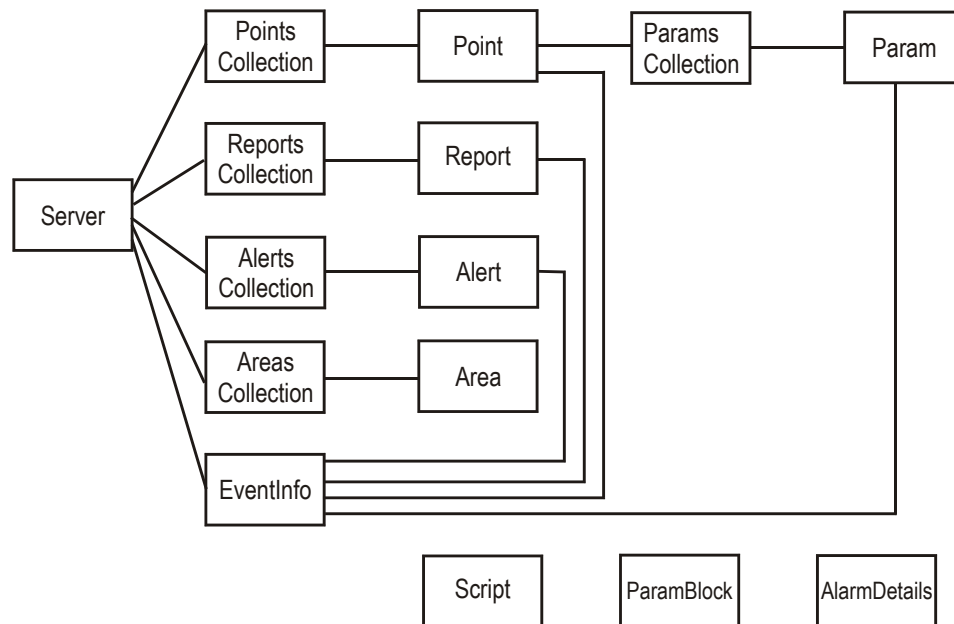 Points
Collection
Point
Params
Collection
Param
Reports
Collection
Report
Server
Alerts
Collection
Alert
Areas
Collection
Area
EventInfo
Script
ParamBlock
AlarmDetails